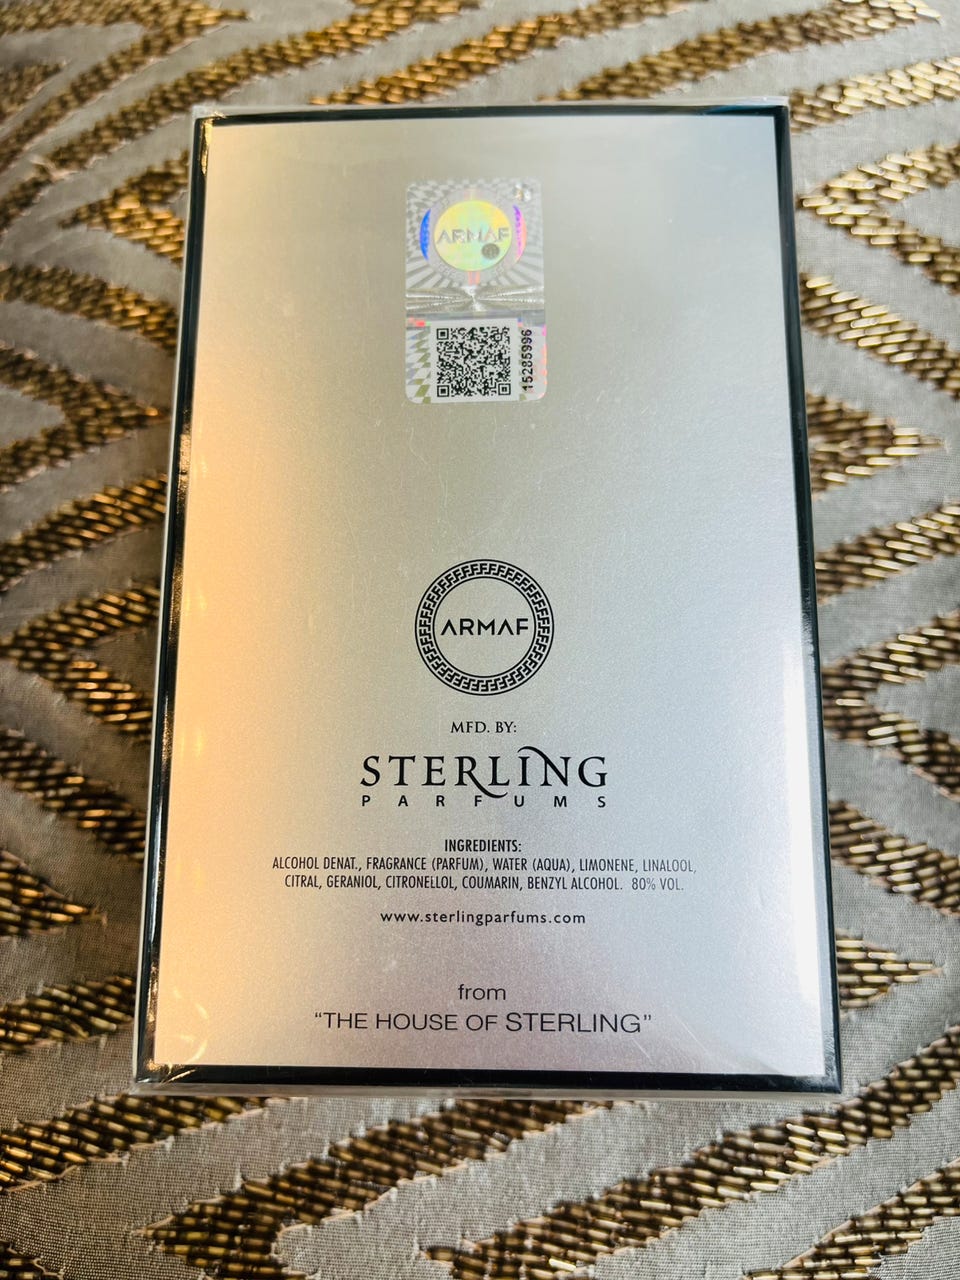 ARMAF
15285996
ARMAF
MFD. BY:
STERLING
PARFUMS
INGREDIENTS:
ALCOHOL DENAT., FRAGRANCE (PARFUM), WATER (AQUA), LIMONENE, LINALOOL,
CITRAL, GERANIOL, CITRONELLOL, COUMARIN, BENZYL ALCOHOL. 80% VOL.
www.sterlingparfums.com
from
“THE HOUSE OF STERLING”